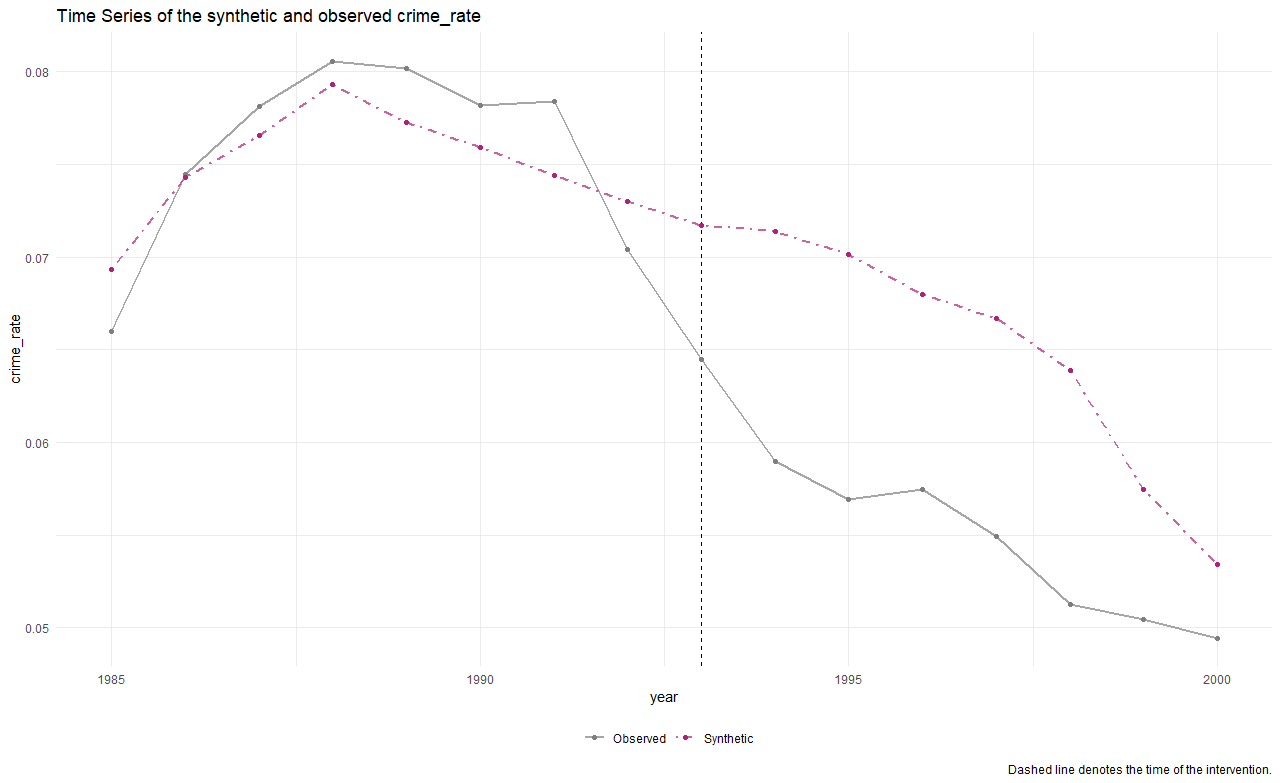 Time Series of the synthetic and observed crime_rate
0.08
0.07
0.06
0.05
crime_rate
1985 1990 1995 2000
year
Observed Synthetic
Dashed line denotes the time of the intervention.